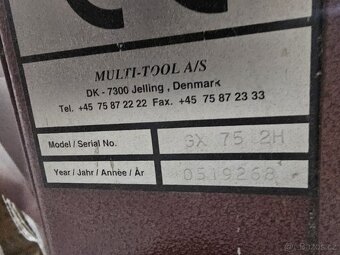 CE
MULTI-TOOL A/S
DK - 7300 Jelling , Denmark
Tel. +45 75 87 22 22 Fax. +45 75 87 23 33
Model / Serial No. GX 75 2H
Year / Jahr / Année / År 0519268